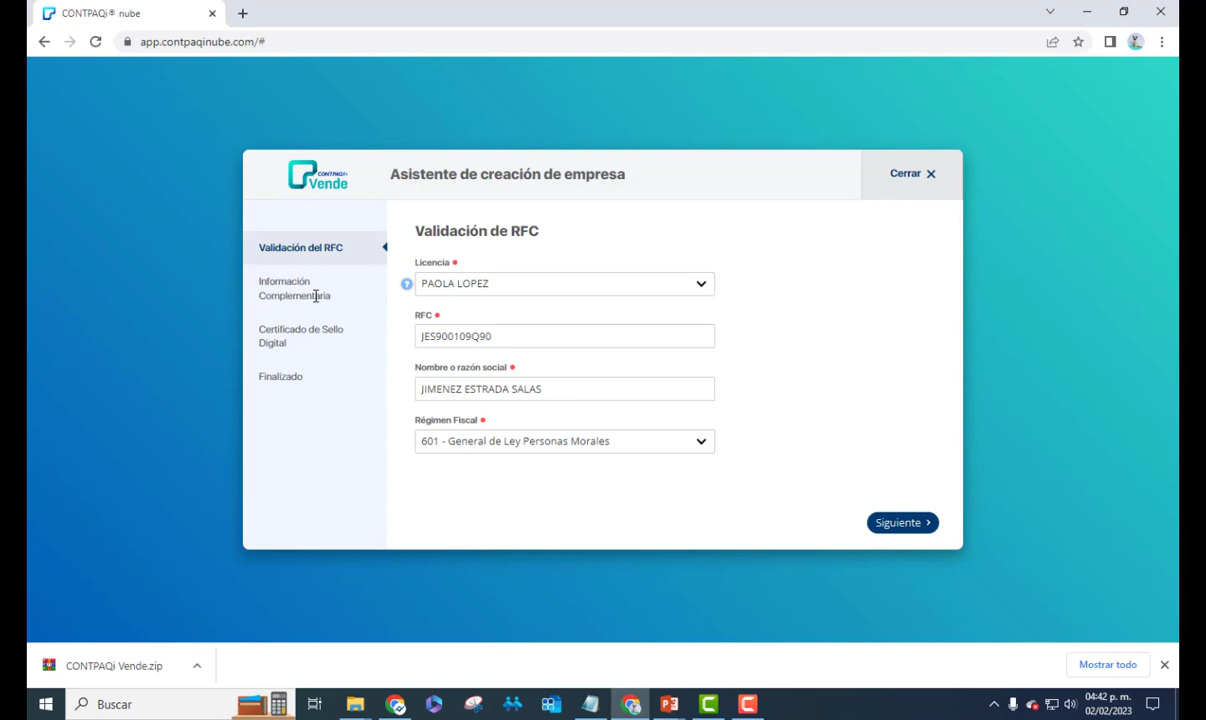 CONTPAQi® nube
app.contpaqinube.com/#
CONTPAQi
Vende
Asistente de creación de empresa
Cerrar
Validación del RFC
Información
Complementaria
Certificado de Sello
Digital
Finalizado
Validación de RFC
Licencia
?
PAOLA LOPEZ
RFC
JES900109Q90
Nombre o razón social
JIMENEZ ESTRADA SALAS
Régimen Fiscal
601 - General de Ley Personas Morales
Siguiente
CONTPAQi Vende.zip
Mostrar todo
Buscar
04:42 p. m.
02/02/2023